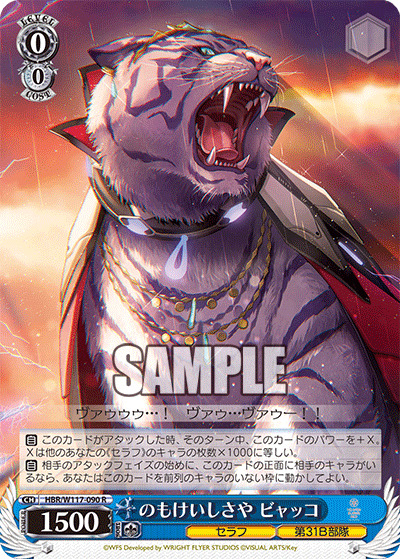 LEVEL
0
0
COST
SAMPLE
ヴァゥゥゥ…！　ヴァゥ…ヴァゥー！！
【自】このカードがアタックした時、そのターン中、このカードのパワーを＋X。
Xは他のあなたの《セラフ》のキャラの枚数×1000に等しい。
【自】相手のアタックフェイズの始めに、このカードの正面に相手のキャラがい
るなら、あなたはこのカードを前列のキャラのいない枠に動かしてよい。
CH HBR/W117-090 R
1500
のもけいしさや ビャッコ
セラフ
第31B部隊
©WFS Developed by WRIGHT FLYER STUDIOS ©VISUAL ARTS/Key